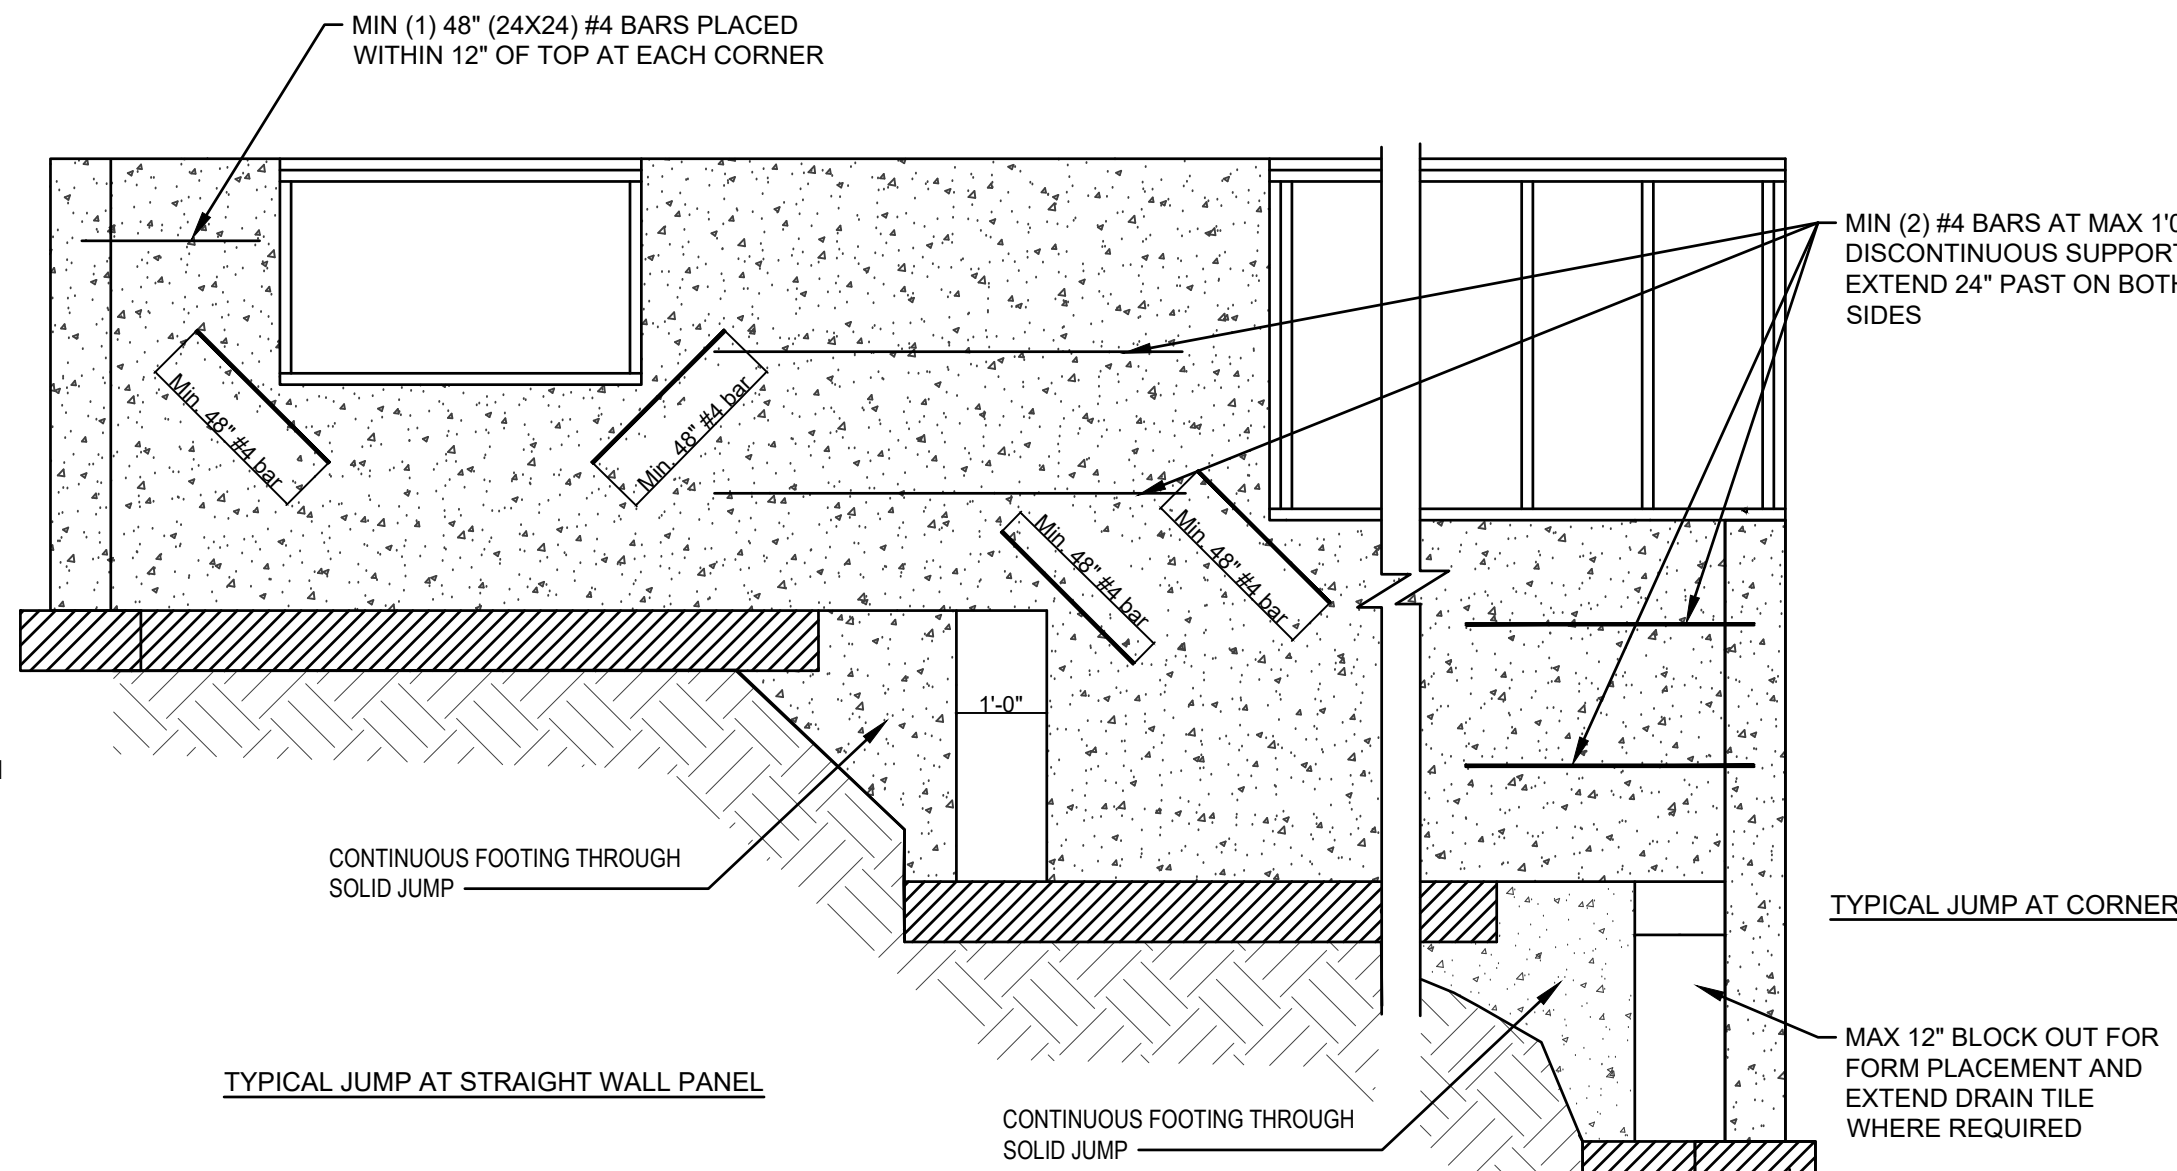 MIN (1) 48" (24X24) #4 BARS PLACED
WITHIN 12" OF TOP AT EACH CORNER
MIN (2) #4 BARS AT MAX 1'0
DISCONTINUOUS SUPPORT
EXTEND 24" PAST ON BOTH
SIDES
Min. 48" #4 bar
Min. 48" #4 bar
Min. 48" #4 bar
Min. 48" #4 bar
1'-0"
CONTINUOUS FOOTING THROUGH
SOLID JUMP
TYPICAL JUMP AT CORNER
TYPICAL JUMP AT STRAIGHT WALL PANEL
CONTINUOUS FOOTING THROUGH
SOLID JUMP
MAX 12" BLOCK OUT FOR
FORM PLACEMENT AND
EXTEND DRAIN TILE
WHERE REQUIRED